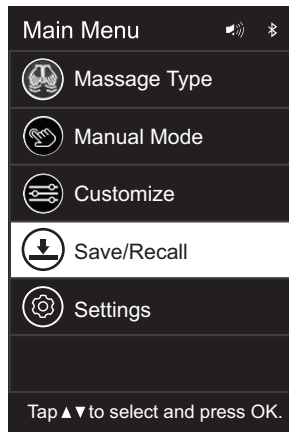 Main Menu
Massage Type
Manual Mode
Customize
Save/Recall
Settings
Tap▲▼to select and press OK.